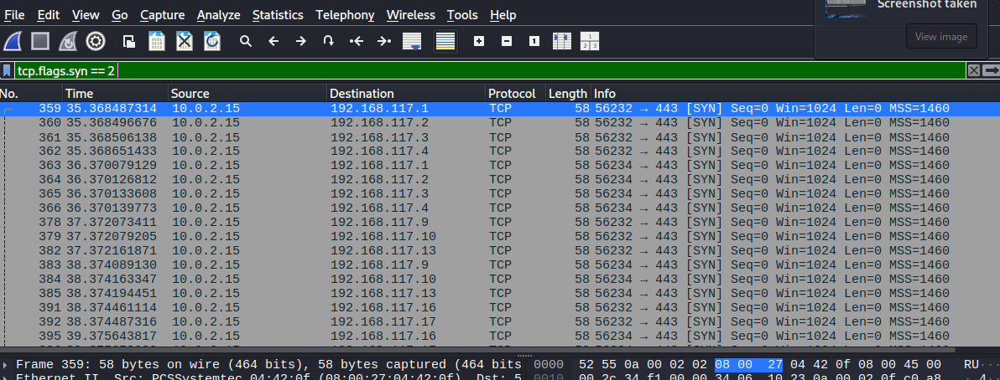 Screenshot taken
File Edit View Go Capture Analyze Statistics Telephony Wireless Tools Help
View image
tcp.flags.syn == 2
No. Time Source Destination Protocol Length Info
359 35.368487314 10.0.2.15 192.168.117.1 TCP 58 56232 → 443 [SYN] Seq=0 Win=1024 Len=0 MSS=1460
360 35.368496676 10.0.2.15 192.168.117.2 TCP 58 56232 → 443 [SYN] Seq=0 Win=1024 Len=0 MSS=1460
361 35.368506138 10.0.2.15 192.168.117.3 TCP 58 56232 → 443 [SYN] Seq=0 Win=1024 Len=0 MSS=1460
362 35.368651433 10.0.2.15 192.168.117.4 TCP 58 56232 → 443 [SYN] Seq=0 Win=1024 Len=0 MSS=1460
363 36.370079129 10.0.2.15 192.168.117.1 TCP 58 56234 → 443 [SYN] Seq=0 Win=1024 Len=0 MSS=1460
364 36.370126812 10.0.2.15 192.168.117.2 TCP 58 56234 → 443 [SYN] Seq=0 Win=1024 Len=0 MSS=1460
365 36.370133608 10.0.2.15 192.168.117.3 TCP 58 56234 → 443 [SYN] Seq=0 Win=1024 Len=0 MSS=1460
366 36.370139773 10.0.2.15 192.168.117.4 TCP 58 56234 → 443 [SYN] Seq=0 Win=1024 Len=0 MSS=1460
378 37.372073411 10.0.2.15 192.168.117.9 TCP 58 56232 → 443 [SYN] Seq=0 Win=1024 Len=0 MSS=1460
379 37.372079205 10.0.2.15 192.168.117.10 TCP 58 56232 → 443 [SYN] Seq=0 Win=1024 Len=0 MSS=1460
382 37.372161871 10.0.2.15 192.168.117.13 TCP 58 56232 → 443 [SYN] Seq=0 Win=1024 Len=0 MSS=1460
383 38.374089130 10.0.2.15 192.168.117.9 TCP 58 56234 → 443 [SYN] Seq=0 Win=1024 Len=0 MSS=1460
384 38.374163347 10.0.2.15 192.168.117.10 TCP 58 56234 → 443 [SYN] Seq=0 Win=1024 Len=0 MSS=1460
385 38.374194451 10.0.2.15 192.168.117.13 TCP 58 56234 → 443 [SYN] Seq=0 Win=1024 Len=0 MSS=1460
391 38.374461114 10.0.2.15 192.168.117.16 TCP 58 56232 → 443 [SYN] Seq=0 Win=1024 Len=0 MSS=1460
392 38.374487316 10.0.2.15 192.168.117.17 TCP 58 56232 → 443 [SYN] Seq=0 Win=1024 Len=0 MSS=1460
395 39.375643817 10.0.2.15 192.168.117.16 TCP 58 56234 → 443 [SYN] Seq=0 Win=1024 Len=0 MSS=1460
Frame 359: 58 bytes on wire (464 bits), 58 bytes captured (464 bits 0000 52 55 0a 00 02 02 08 00 27 04 42 0f 08 00 45 00 RU
Ethernet II, Src: PCSSystemtec_04:42:0f (08:00:27:04:42:0f), Dst: 5 0010 00 2c 34 f1 00 00 34 06 10 23 0a 00 02 0f c0 a8